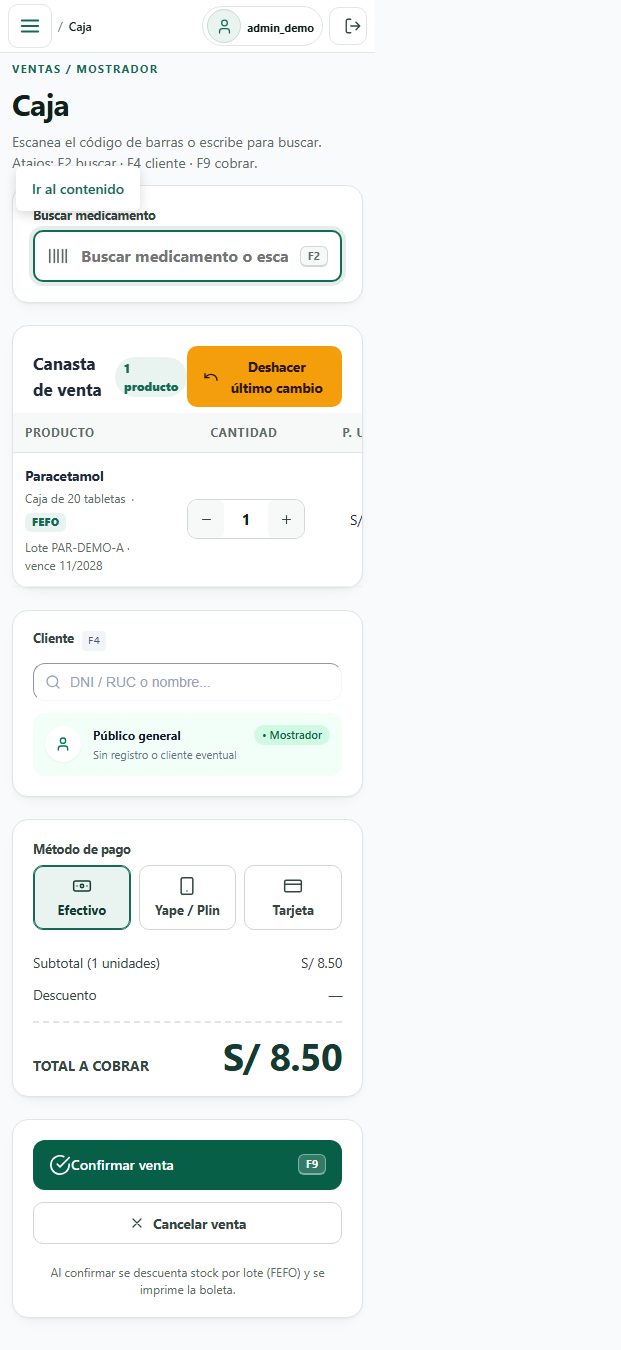 / Caja
admin_demo
VENTAS / MOSTRADOR
Caja
Escanea el código de barras o escribe para buscar.
Atajos: F2 buscar · F4 cliente · F9 cobrar.
Ir al contenido
Buscar medicamento
Buscar medicamento o esca
F2
Canasta
de venta
1
producto
Deshacer
último cambio
PRODUCTO CANTIDAD P. U
Paracetamol
Caja de 20 tabletas ·
FEFO
Lote PAR-DEMO-A ·
vence 11/2028
− 1 +
S/
Cliente F4
DNI / RUC o nombre...
Público general
• Mostrador
Sin registro o cliente eventual
Método de pago
Efectivo
Yape / Plin
Tarjeta
Subtotal (1 unidades) S/ 8.50
Descuento —
TOTAL A COBRAR S/ 8.50
Confirmar venta F9
Cancelar venta
Al confirmar se descuenta stock por lote (FEFO) y se
imprime la boleta.